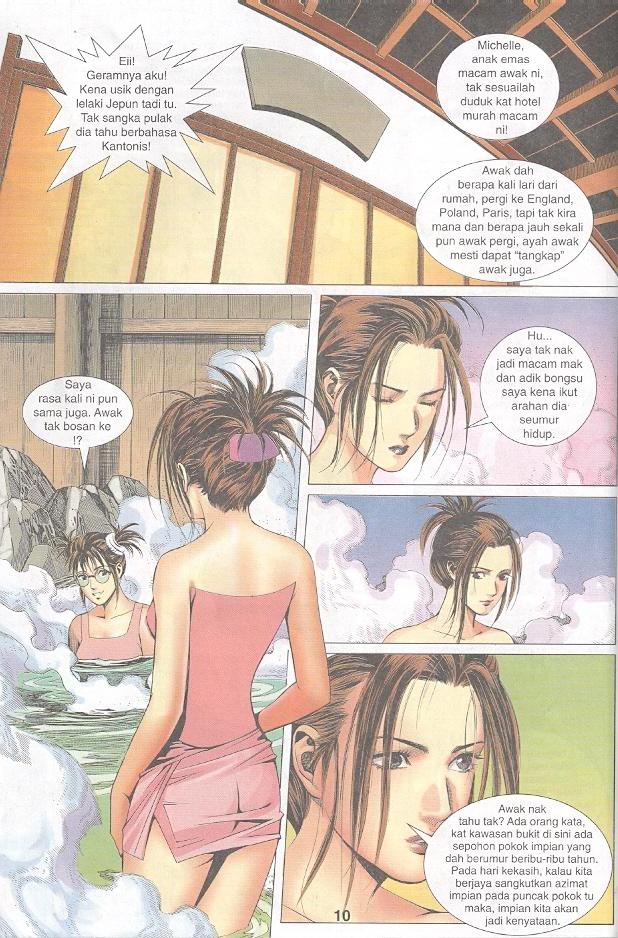 Eii!
Geramnya aku!
Kena usik dengan
lelaki Jepun tadi tu.
Tak sangka pulak
dia tahu berbahasa
Kantonis!
Michelle,
anak emas
macam awak ni,
tak sesuailah
duduk kat hotel
murah macam
ni!
Awak dah
berapa kali lari dari
rumah, pergi ke England,
Poland, Paris, tapi tak kira
mana dan berapa jauh sekali
pun awak pergi, ayah awak
mesti dapat "tangkap"
awak juga.
Saya
rasa kali ni pun
sama juga. Awak
tak bosan ke
!?
Hu...
saya tak nak
jadi macam mak
dan adik bongsu
saya kena ikut
arahan dia
seumur
hidup.
Awak nak
tahu tak? Ada orang kata,
kat kawasan bukit di sini ada
sepohon pokok impian yang
dah berumur beribu-ribu tahun.
Pada hari kekasih, kalau kita
berjaya sangkutkan azimat
impian pada puncak pokok tu
maka, impian kita akan
jadi kenyataan.
10